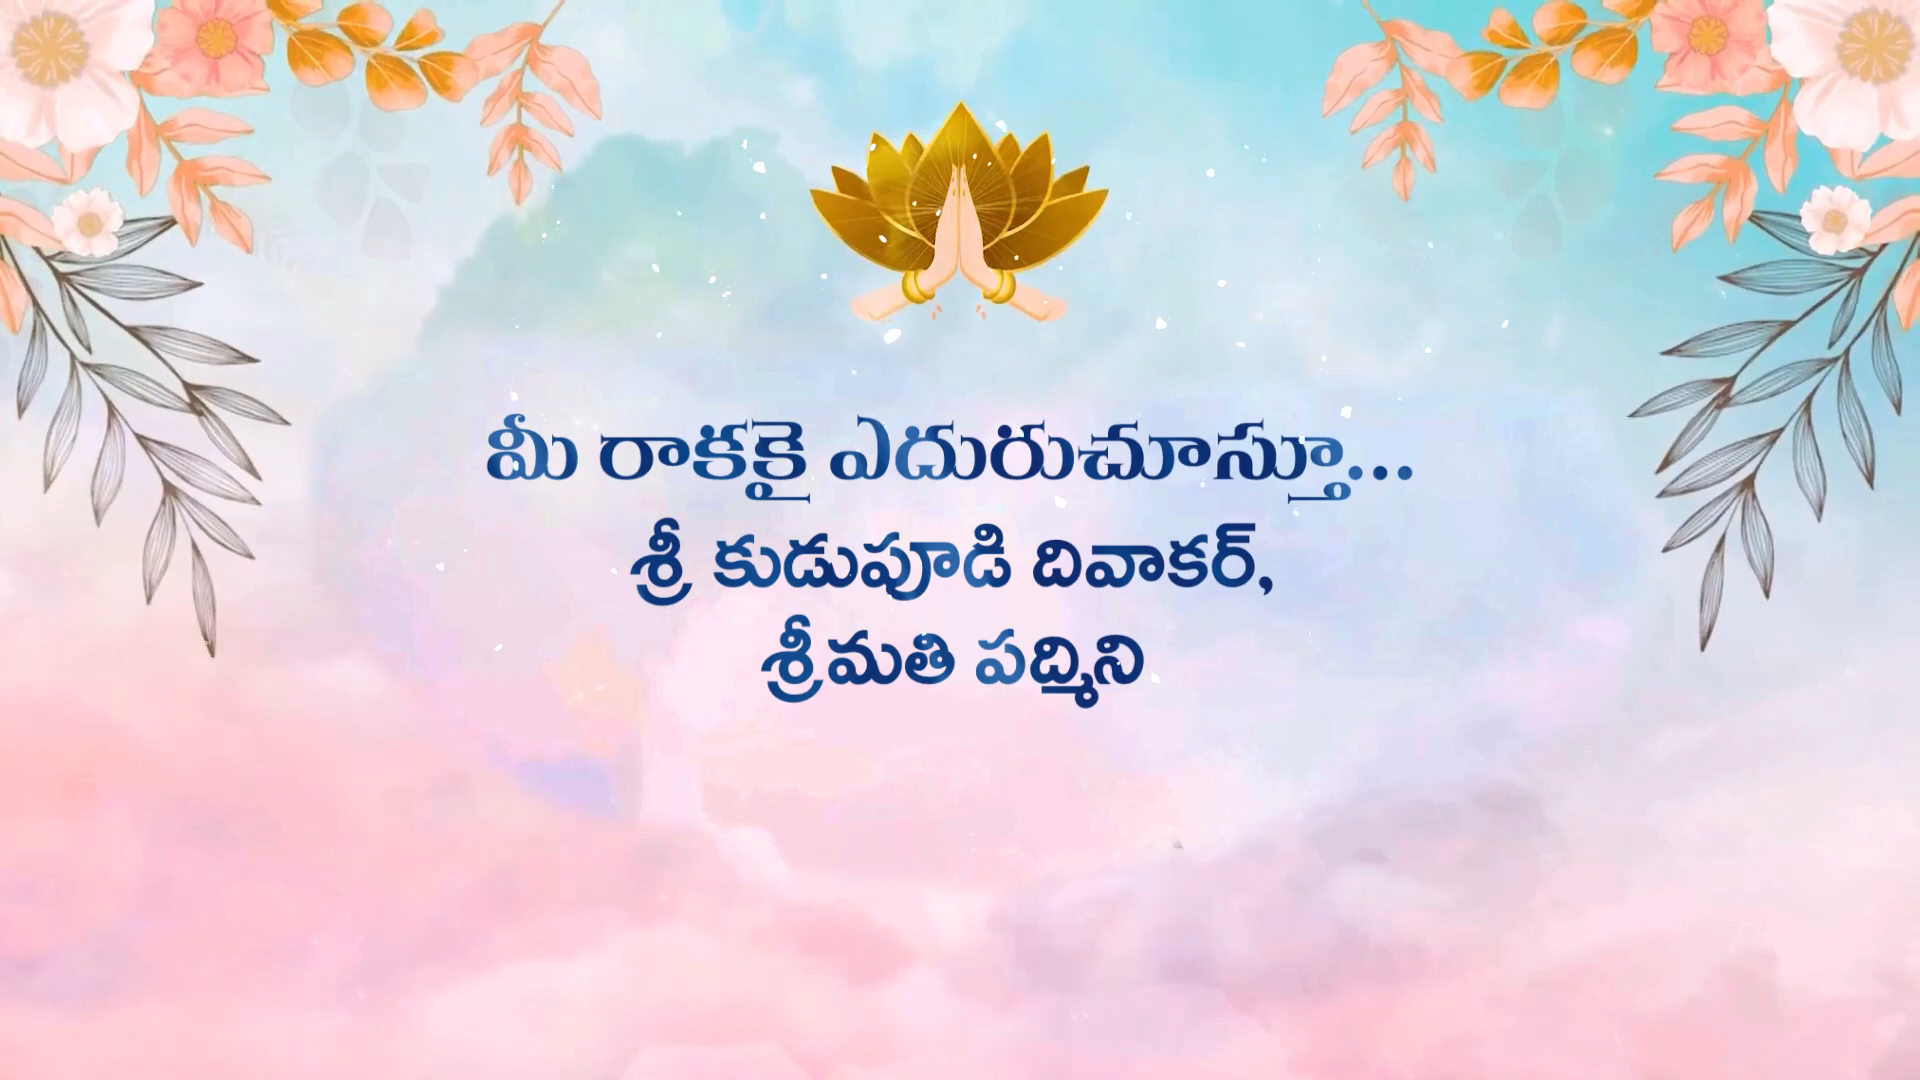 మీ రాకకై ఎదురుచూస్తూ...
శ్రీ కుడుపూడి దివాకర్,
శ్రీమతి పద్మిని